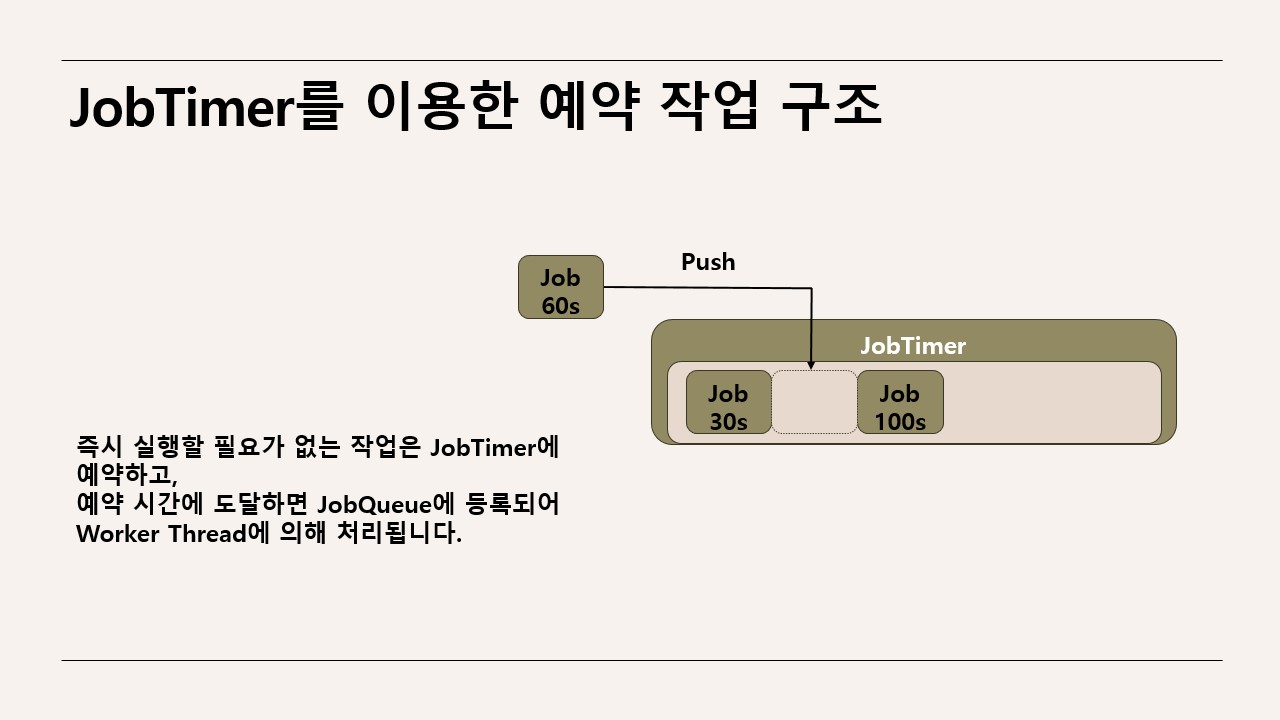 JobTimer를 이용한 예약 작업 구조
Push
Job
60s
JobTimer
Job
30s
Job
100s
즉시 실행할 필요가 없는 작업은 JobTimer에
예약하고,
예약 시간에 도달하면 JobQueue에 등록되어
Worker Thread에 의해 처리됩니다.